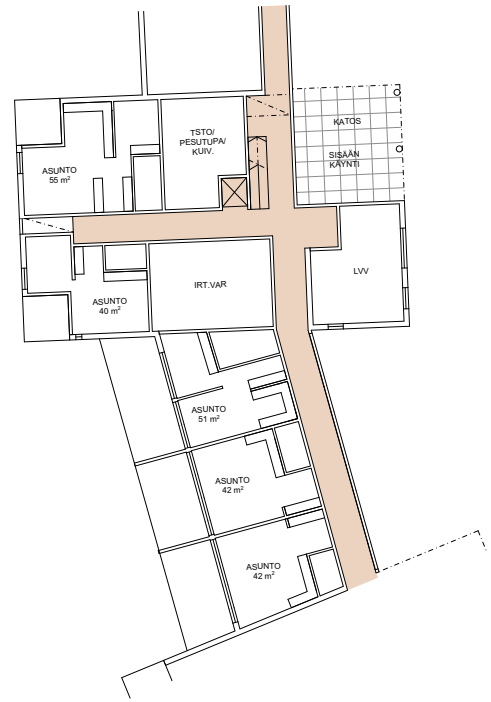 TSTO/
PESUTUPA/
KUIV.
KATOS
SISÄÄN
KÄYNTI
ASUNTO
55 m²
LVV
IRT.VAR
ASUNTO
40 m²
ASUNTO
51 m²
ASUNTO
42 m²
ASUNTO
42 m²